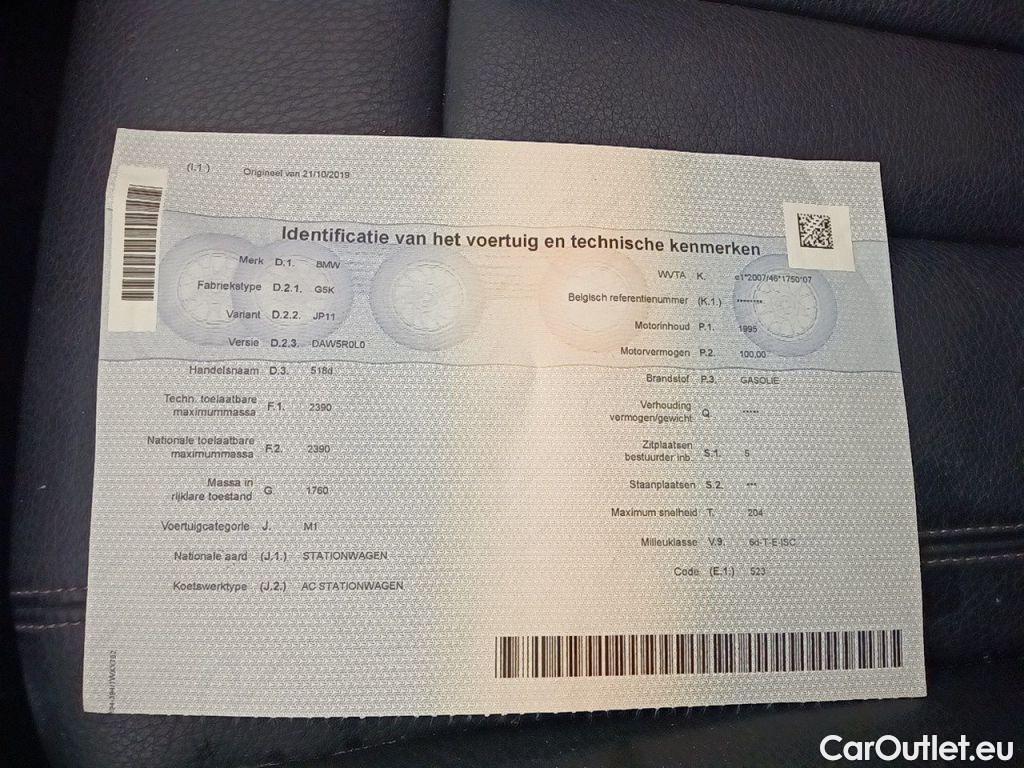 (I.1.) Origineel van 21/10/2019
Identificatie van het voertuig en technische kenmerken
Merk D.1. BMW
Fabriekstype D.2.1. G5K
Variant D.2.2. JP11
Versie D.2.3. DAW5R0L0
Handelsnaam D.3. 518d
Techn. toelaatbare
maximummassa F.1. 2390
Nationale toelaatbare
maximummassa F.2. 2390
Massa in
rijklare toestand G. 1760
Voertuigcategorie J. M1
Nationale aard (J.1.) STATIONWAGEN
Koetswerktype (J.2.) AC STATIONWAGEN
WVTA K. e1*2007/46*1750*07
Belgisch referentienummer (K.1.) ********
Motorinhoud P.1. 1995
Motorvermogen P.2. 100,00
Brandstof P.3. GASOLIE
Verhouding
vermogen/gewicht Q. *****
Zitplaatsen
bestuurder inb. S.1. 5
Staanplaatsen S.2. ***
Maximum snelheid T. 204
Milieuklasse V.9. 6d-T-E-ISC
Code (E.1.) 523
CarOutlet.eu